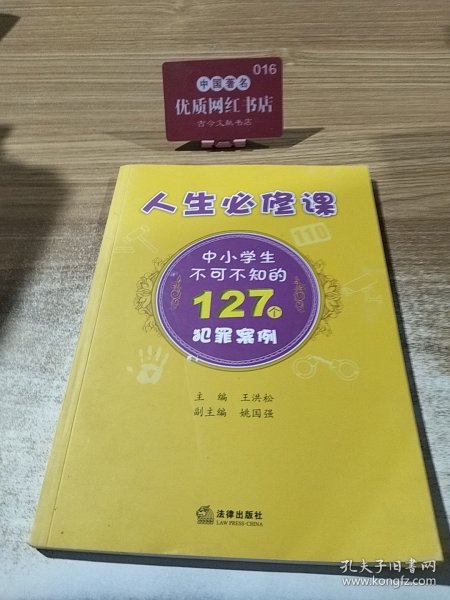 016
中国著名
优质网红书店
古今文献书店
人生必修课
110
中小学生
不可不知的
127个
犯罪案例
主 编 王洪松
副主编 姚国强
法律出版社
LAW PRESS·CHINA
孔夫子旧书网
www.kongfz.com